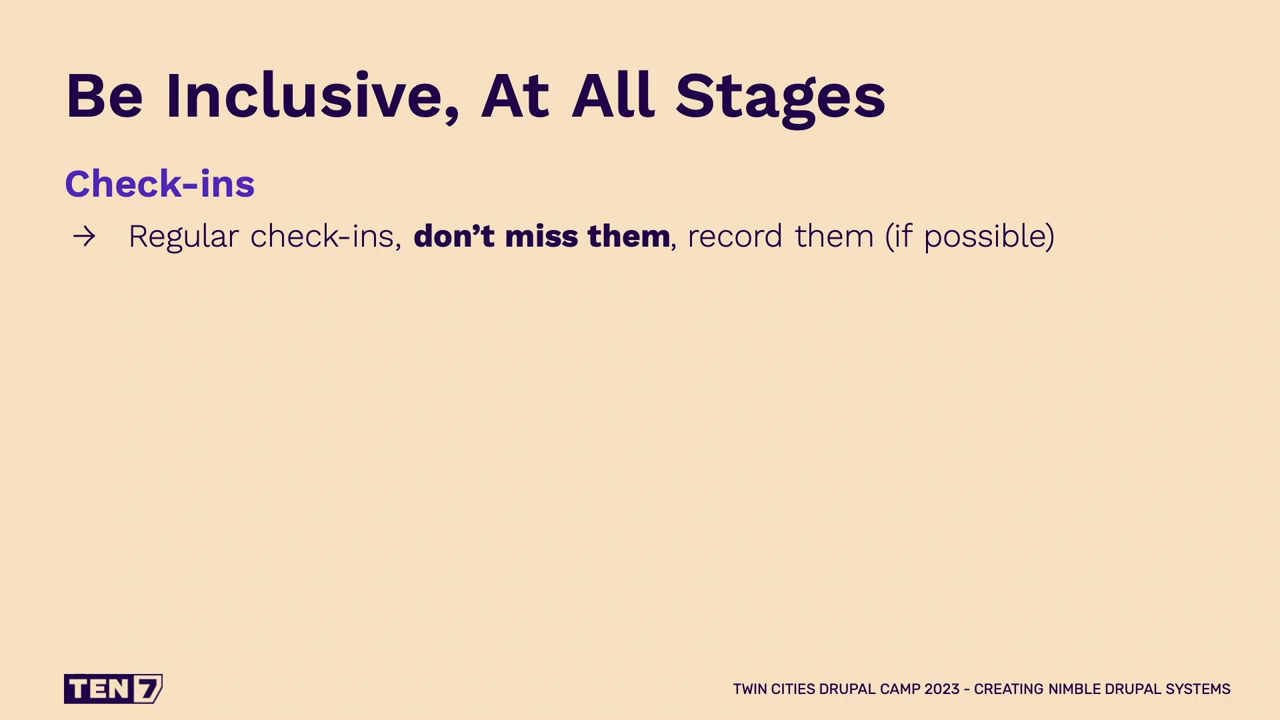 Be Inclusive, At All Stages
Check-ins
→ Regular check-ins, don’t miss them, record them (if possible)
TEN7
TWIN CITIES DRUPAL CAMP 2023 - CREATING NIMBLE DRUPAL SYSTEMS